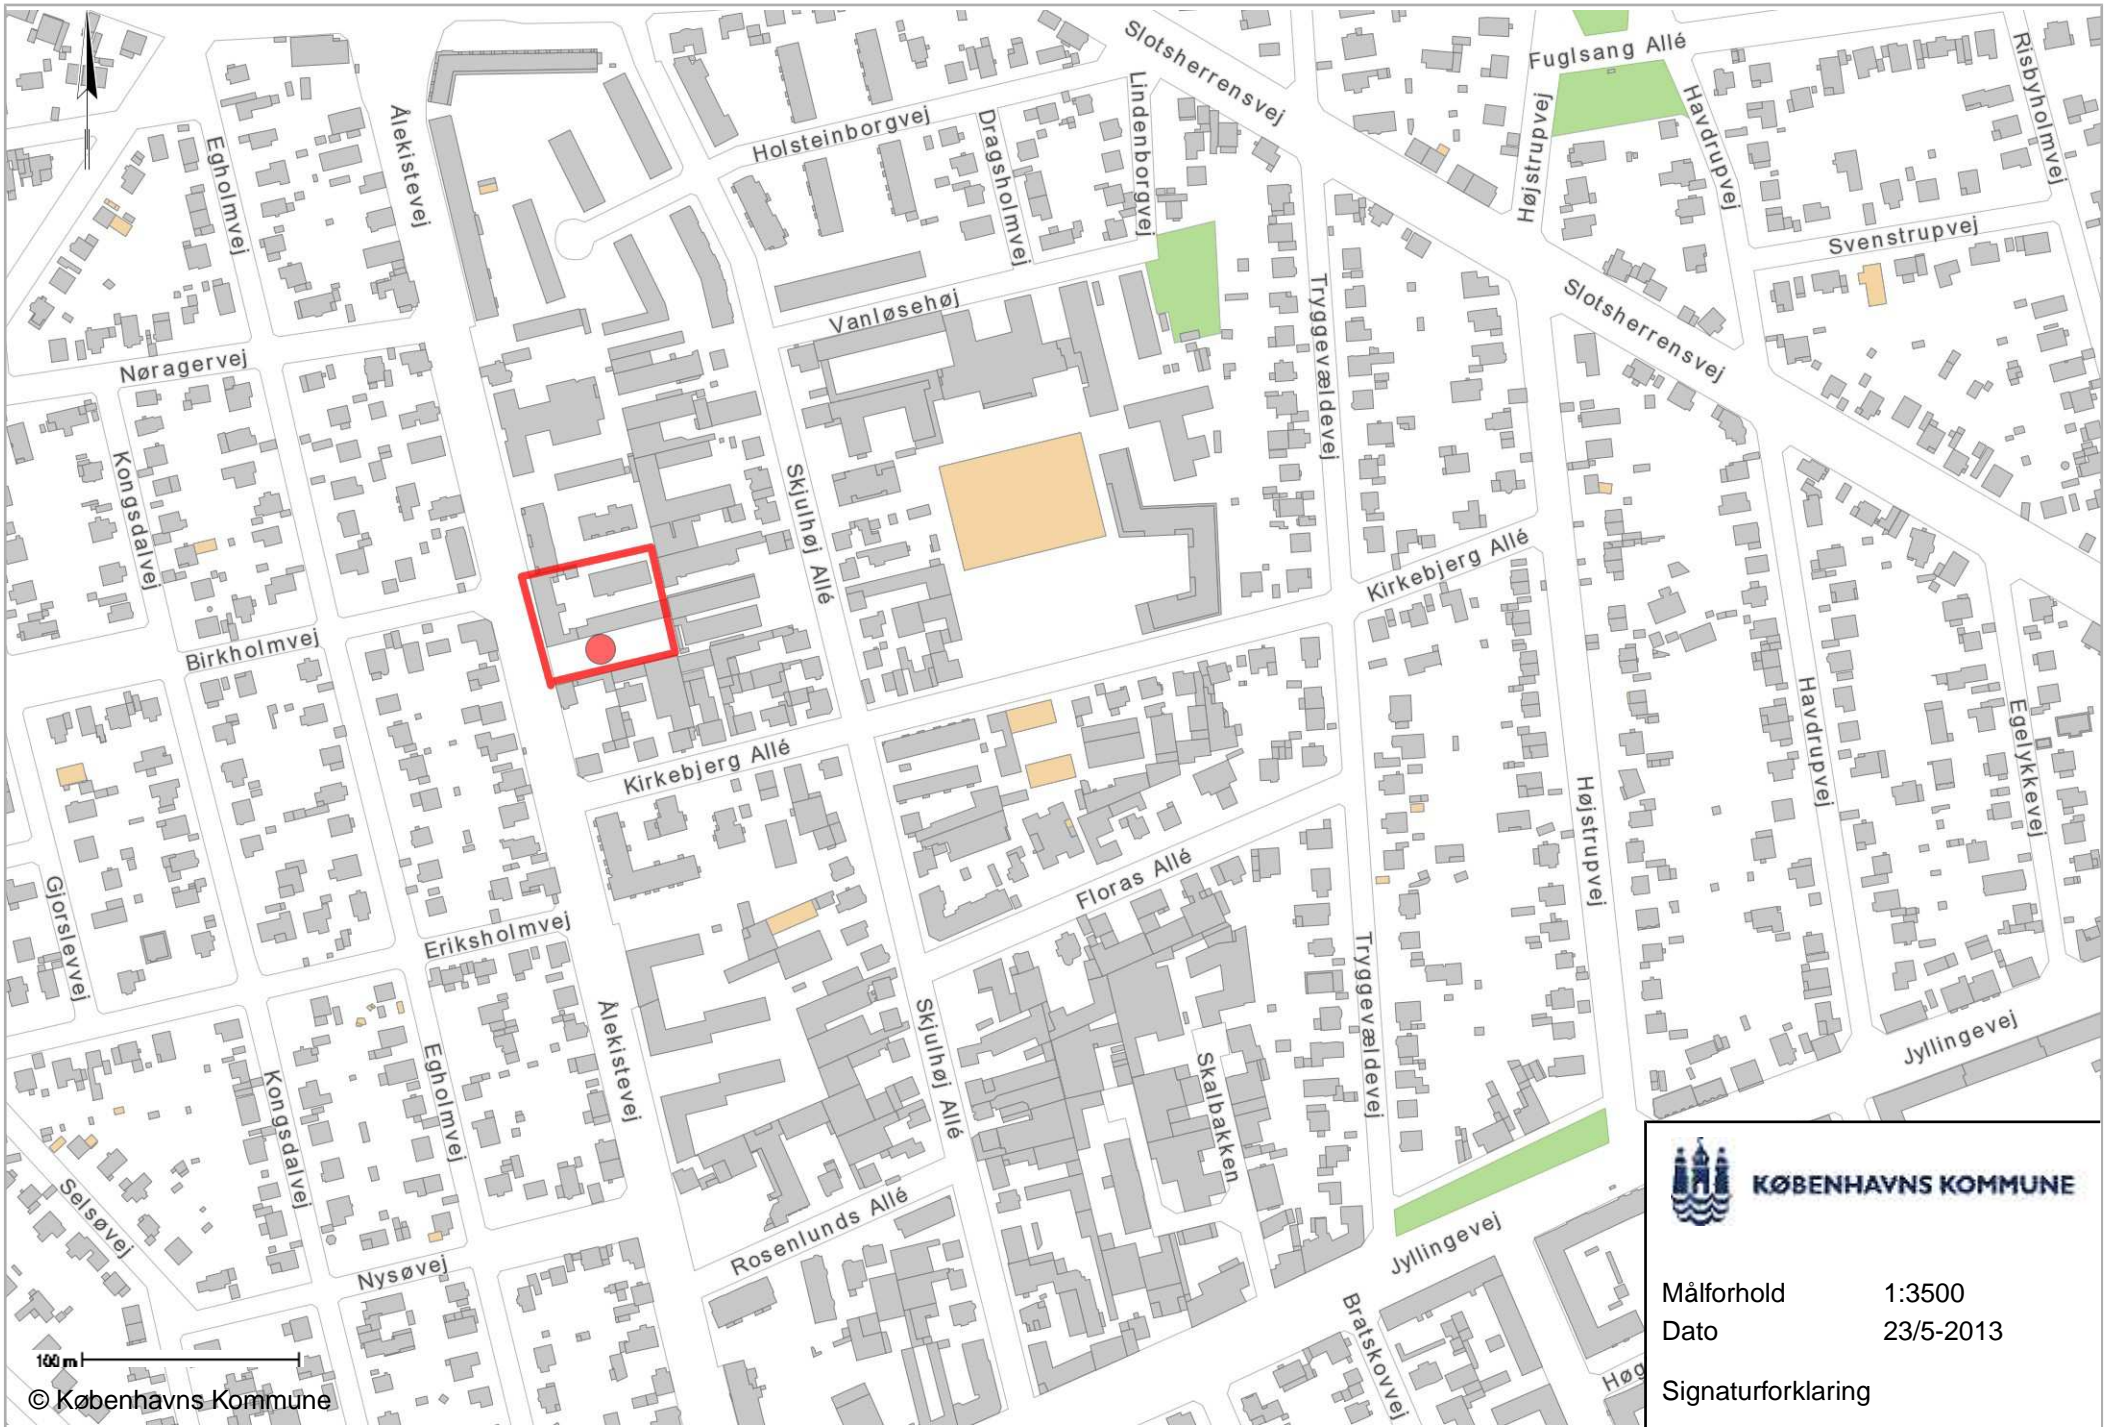 Slotsherrensvej
Fuglsang Allé
Risbyholmvej
Ålekistevej
Egholmvej
Holsteinborgvej
Dragsholmvej
Lindenborgvej
Højstrupvej
Havdrupvej
Svenstrupvej
Tryggevældevej
Vanløsehøj
Slotsherrensvej
Nøragervej
Kongsdalvej
Skjulhøj Allé
Kirkebjerg Allé
Birkholmvej
Havdrupvej
Egelykkevej
Kirkebjerg Allé
Højstrupvej
Floras Allé
Gjorslevvej
Eriksholmvej
Tryggevældevej
Ålekistevej
Skjulhøj Allé
Jyllingevej
Egholmvej
Kongsdalvej
Skalbakken
Selsøvej
Rosenlunds Allé
Jyllingevej
Nysøvej
Bratskovvej
Høg
KØBENHAVNS KOMMUNE
Målforhold 1:3500
Dato 23/5-2013
Signaturforklaring
100 m
© Københavns Kommune